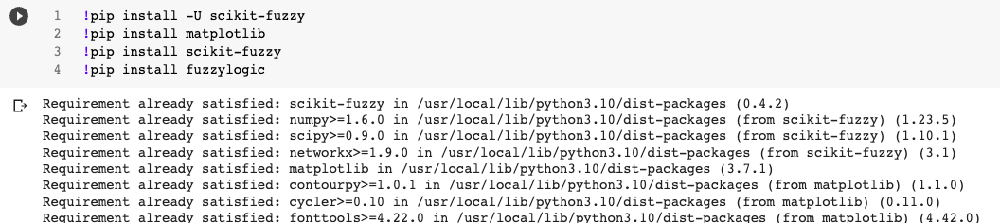 1 !pip install -U scikit-fuzzy
2 !pip install matplotlib
3 !pip install scikit-fuzzy
4 !pip install fuzzylogic
Requirement already satisfied: scikit-fuzzy in /usr/local/lib/python3.10/dist-packages (0.4.2)
Requirement already satisfied: numpy>=1.6.0 in /usr/local/lib/python3.10/dist-packages (from scikit-fuzzy) (1.23.5)
Requirement already satisfied: scipy>=0.9.0 in /usr/local/lib/python3.10/dist-packages (from scikit-fuzzy) (1.10.1)
Requirement already satisfied: networkx>=1.9.0 in /usr/local/lib/python3.10/dist-packages (from scikit-fuzzy) (3.1)
Requirement already satisfied: matplotlib in /usr/local/lib/python3.10/dist-packages (3.7.1)
Requirement already satisfied: contourpy>=1.0.1 in /usr/local/lib/python3.10/dist-packages (from matplotlib) (1.1.0)
Requirement already satisfied: cycler>=0.10 in /usr/local/lib/python3.10/dist-packages (from matplotlib) (0.11.0)
Requirement already satisfied: fonttools>=4.22.0 in /usr/local/lib/python3.10/dist-packages (from matplotlib) (4.42.0)